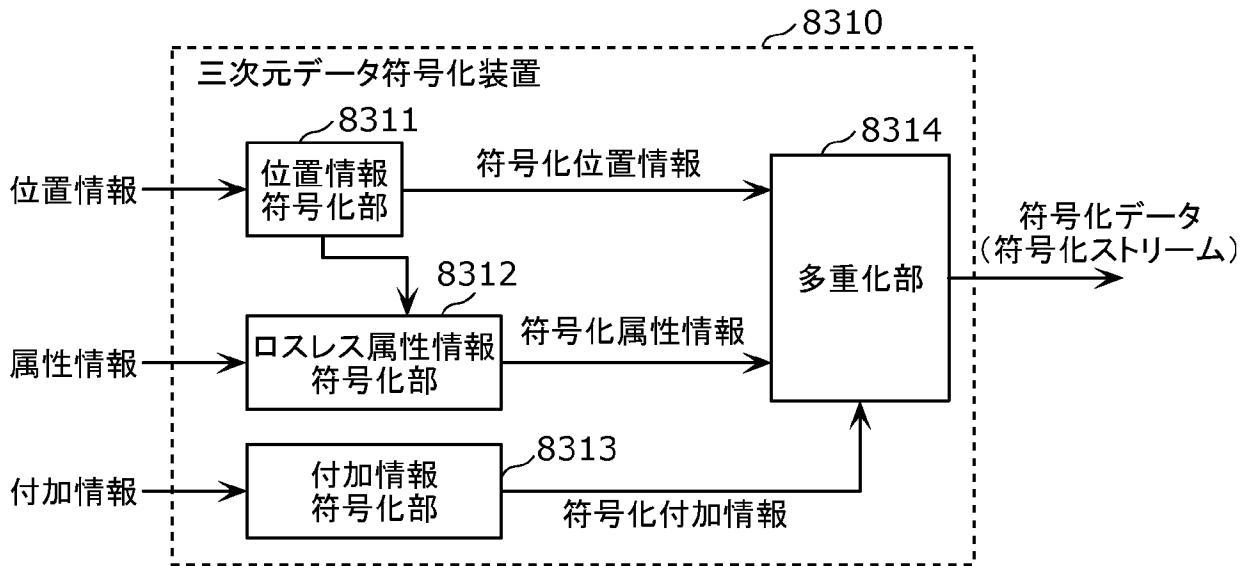 8310
三次元データ符号化装置
8311
8314
位置情報
位置情報
符号化部
符号化位置情報
符号化データ
(符号化ストリーム)
多重化部
8312
属性情報
ロスレス属性情報
符号化部
符号化属性情報
8313
付加情報
付加情報
符号化部
符号化付加情報